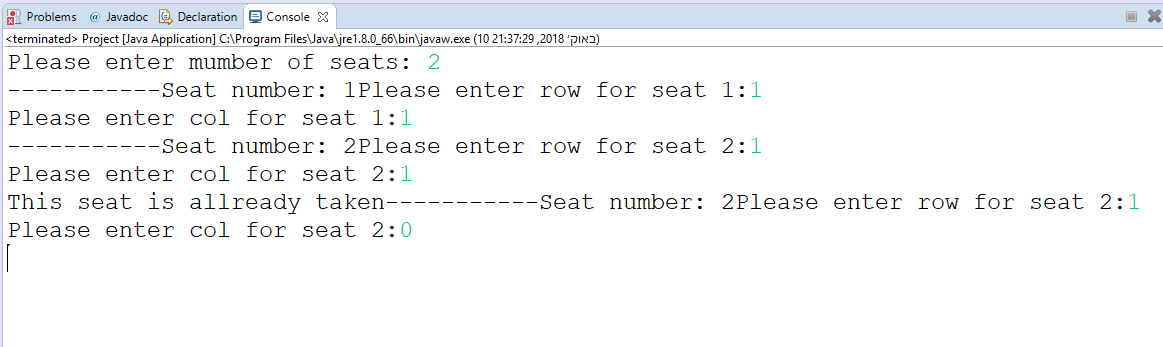 Problems @ Javadoc Declaration Console
<terminated> Project [Java Application] C:\Program Files\Java\jre1.8.0_66\bin\javaw.exe (10 באוק׳ 2018, 21:37:29)
Please enter mumber of seats: 2
-----------Seat number: 1Please enter row for seat 1:1
Please enter col for seat 1:1
-----------Seat number: 2Please enter row for seat 2:1
Please enter col for seat 2:1
This seat is allready taken-----------Seat number: 2Please enter row for seat 2:1
Please enter col for seat 2:0